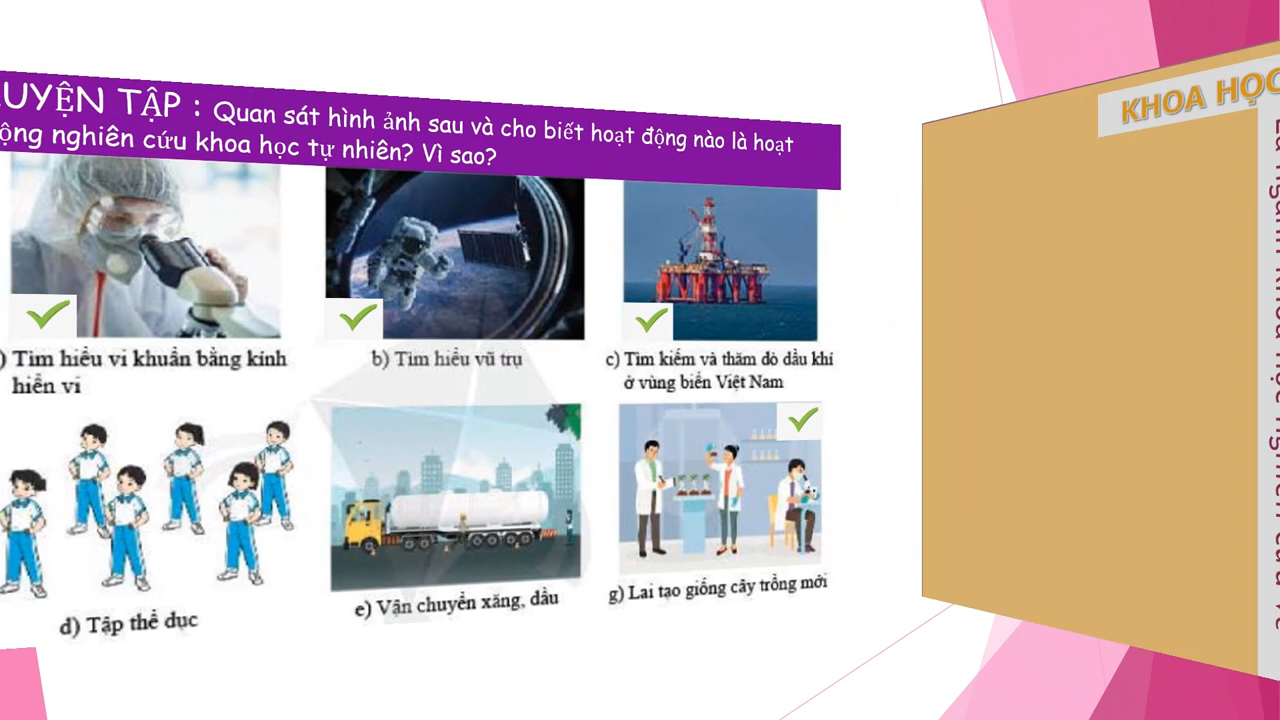 UYỆN TẬP : Quan sát hình ảnh sau và cho biết hoạt động nào là hoạt
ộng nghiên cứu khoa học tự nhiên? Vì sao?
) Tìm hiểu vi khuẩn bằng kính
hiển vi
b) Tìm hiểu vũ trụ
c) Tìm kiếm và thăm dò dầu khí
ở vùng biển Việt Nam
d) Tập thể dục
e) Vận chuyển xăng, dầu
g) Lai tạo giống cây trồng mới
KHOA HỌC